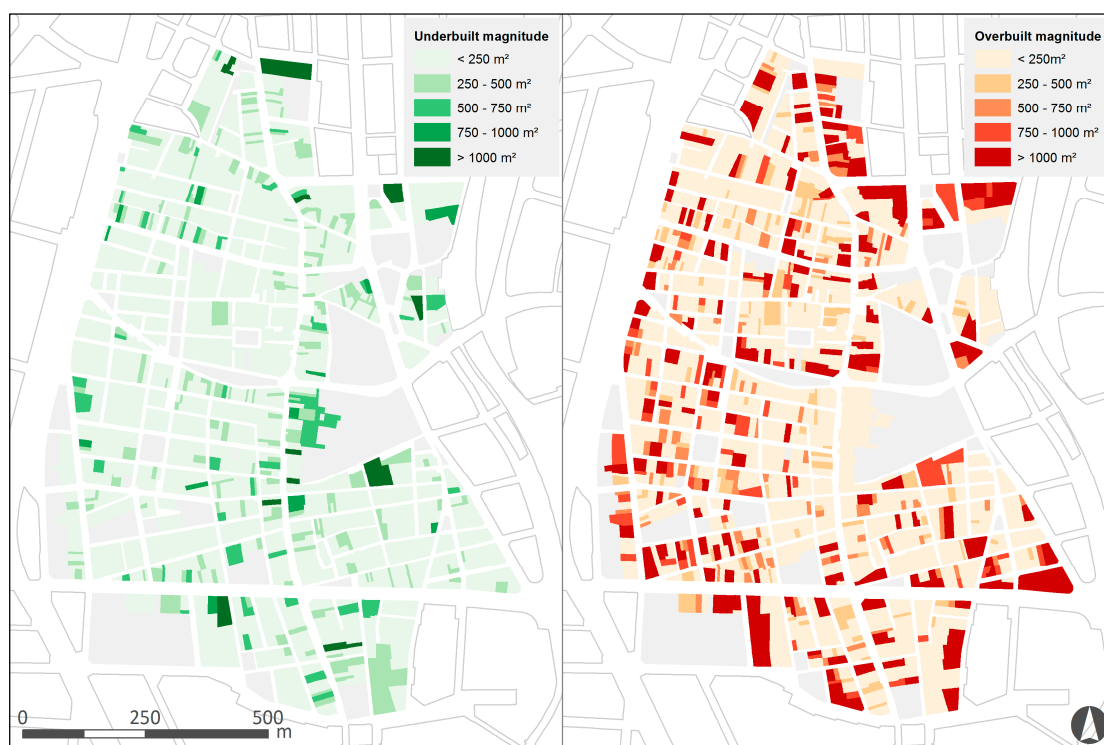 Underbuilt magnitude
< 250 m²
250 - 500 m²
500 - 750 m²
750 - 1000 m²
> 1000 m²
Overbuilt magnitude
< 250m²
250 - 500 m²
500 - 750 m²
750 - 1000 m²
> 1000 m²
0 250 500
m